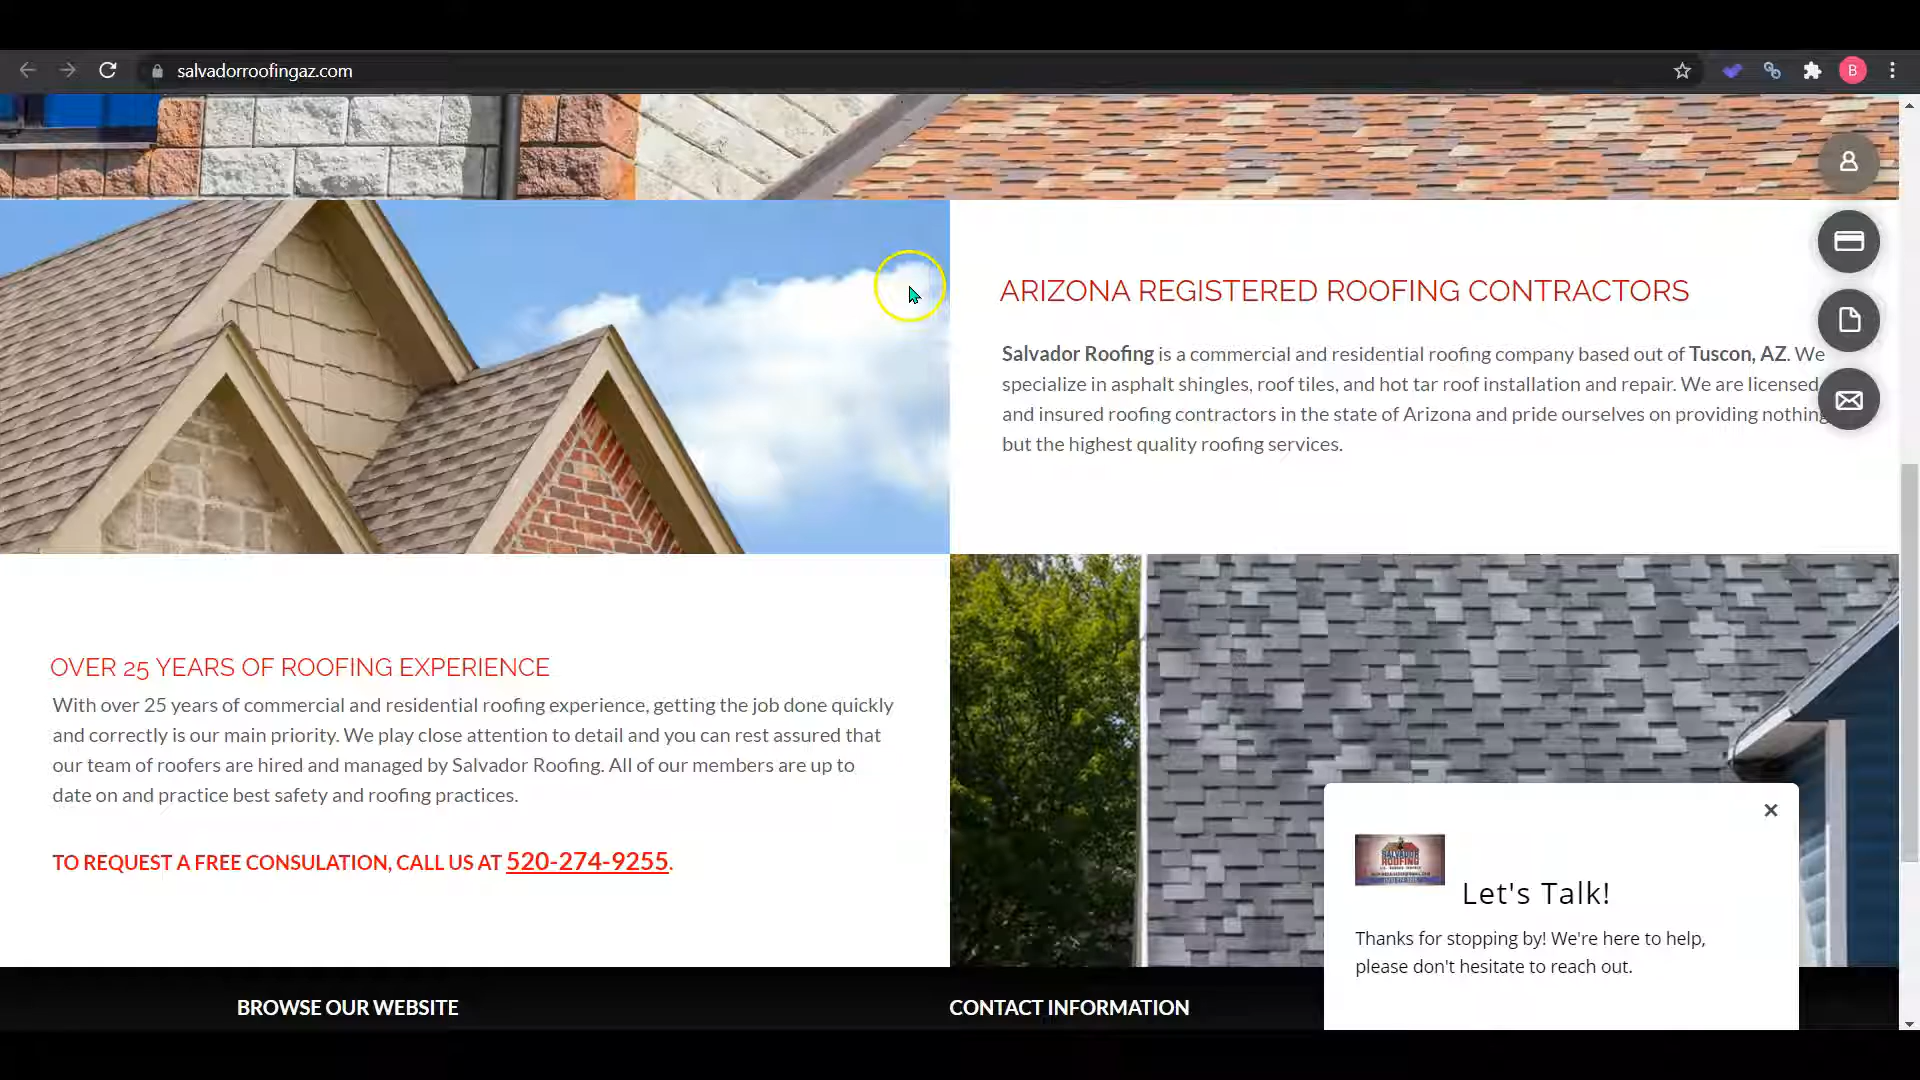 salvadorroofingaz.com
B
ARIZONA REGISTERED ROOFING CONTRACTORS
Salvador Roofing is a commercial and residential roofing company based out of Tuscon, AZ. We
specialize in asphalt shingles, roof tiles, and hot tar roof installation and repair. We are licensed
and insured roofing contractors in the state of Arizona and pride ourselves on providing nothing
but the highest quality roofing services.
OVER 25 YEARS OF ROOFING EXPERIENCE
With over 25 years of commercial and residential roofing experience, getting the job done quickly
and correctly is our main priority. We play close attention to detail and you can rest assured that
our team of roofers are hired and managed by Salvador Roofing. All of our members are up to
date on and practice best safety and roofing practices.
TO REQUEST A FREE CONSULATION, CALL US AT 520-274-9255.
SALVADOR
ROOFING
Let's Talk!
Thanks for stopping by! We're here to help,
please don't hesitate to reach out.
BROWSE OUR WEBSITE
CONTACT INFORMATION